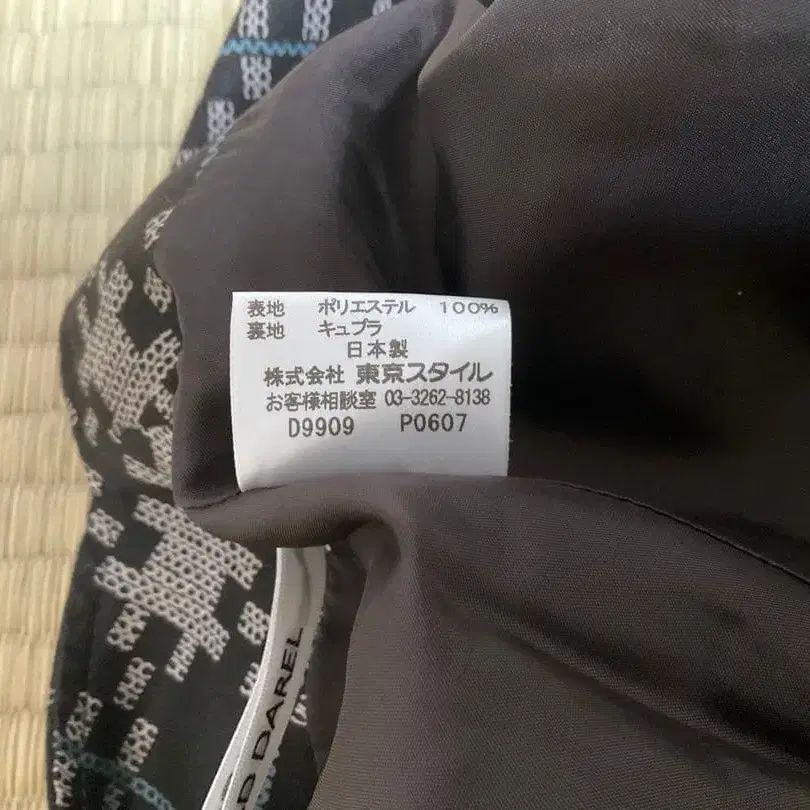 表地 ポリエステル 100%
裏地 キュプラ
日本製
株式会社 東京スタイル
お客様相談室 03-3262-8138
D9909 P0607
D DAREL